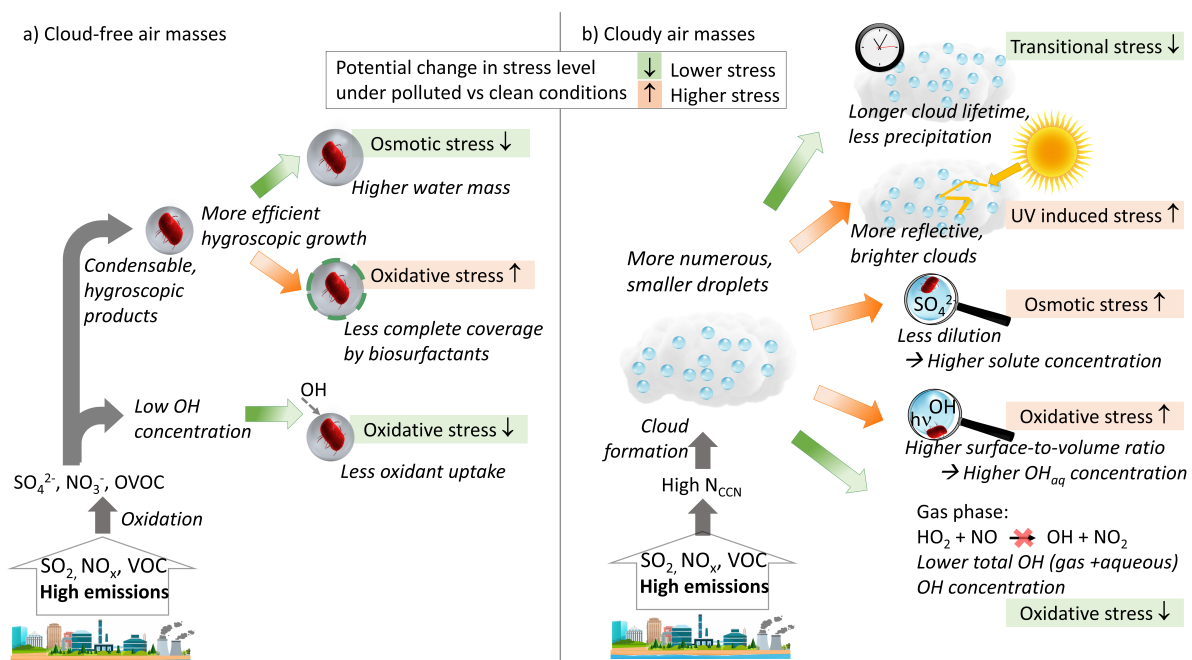 a) Cloud-free air masses
b) Cloudy air masses
Potential change in stress level
under polluted vs clean conditions
↓ Lower stress
↑ Higher stress
Osmotic stress ↓
Higher water mass
More efficient
hygroscopic growth
Condensable,
hygroscopic
products
Oxidative stress ↑
Less complete coverage
by biosurfactants
OH
Low OH
concentration
Oxidative stress ↓
Less oxidant uptake
SO₄²⁻, NO₃⁻, OVOC
Oxidation
SO₂, NOₓ, VOC
High emissions
Transitional stress ↓
Longer cloud lifetime,
less precipitation
UV induced stress ↑
More reflective,
brighter clouds
More numerous,
smaller droplets
SO₄²⁻
Osmotic stress ↑
Less dilution
→ Higher solute concentration
OH
hν
Oxidative stress ↑
Higher surface-to-volume ratio
→ Higher OHaq concentration
Cloud
formation
High NCCN
SO₂, NOₓ, VOC
High emissions
Gas phase:
HO₂ + NO → OH + NO₂
Lower total OH (gas +aqueous)
OH concentration
Oxidative stress ↓